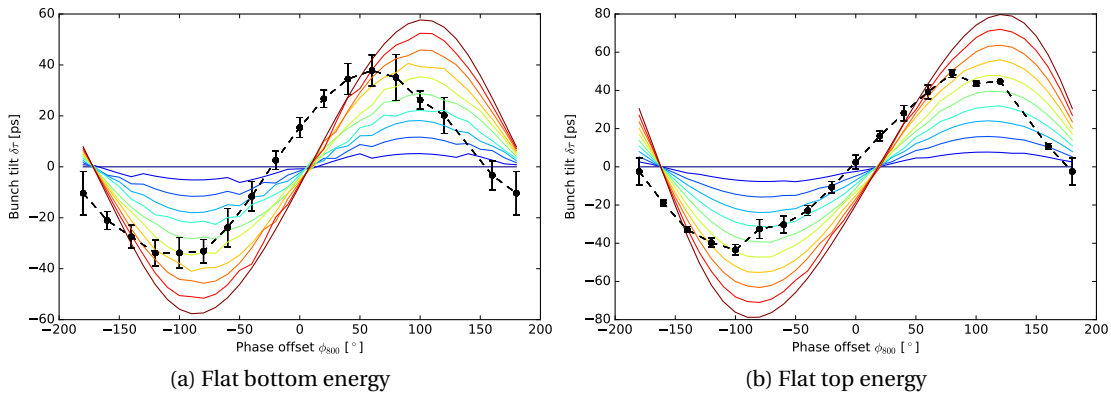 60
40
20
0
−20
−40
−60
−200 −150 −100 −50 0 50 100 150 200
Bunch tilt δτ [ps]
Phase offset ϕ800 [°]
(a) Flat bottom energy
80
60
40
20
0
−20
−40
−60
−80
−200 −150 −100 −50 0 50 100 150 200
Bunch tilt δτ [ps]
Phase offset ϕ800 [°]
(b) Flat top energy